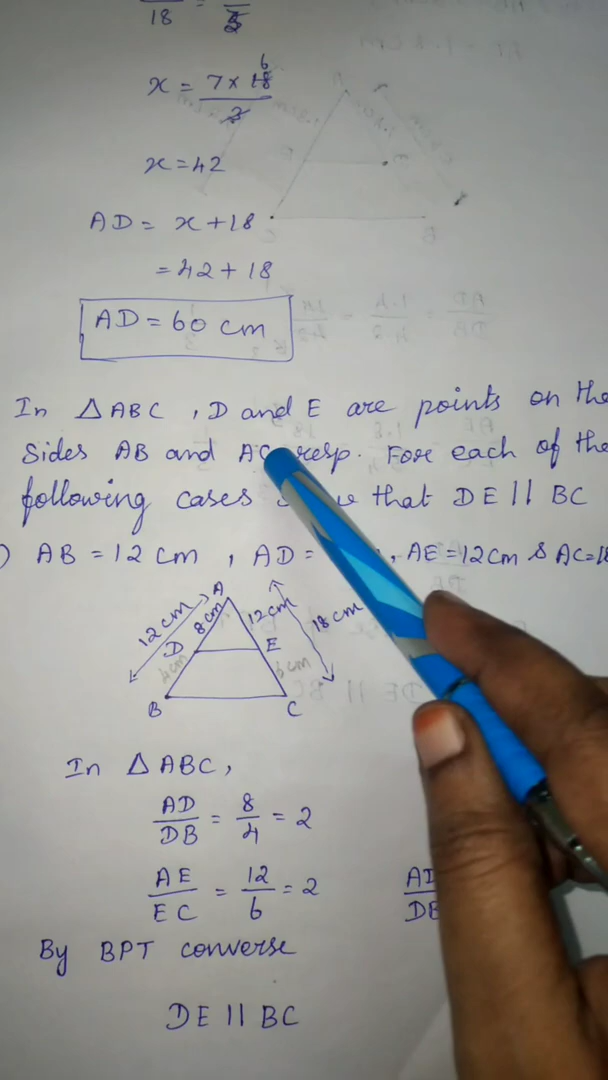 18 =
x = 7 × 18 6
3
x = 42
AD = x + 18
= 42 + 18
AD = 60 cm
In △ABC , D and E are points on the
Sides AB and AC resp. For each of the
following cases that DE || BC
) AB = 12 cm , AD = , AE = 12 cm & AC = 18
A
12 cm 8 cm 12 cm 18 cm
D E
4cm 6cm
B C
In △ABC,
AD/DB = 8/4 = 2
AE/EC = 12/6 = 2
By BPT converse
DE || BC